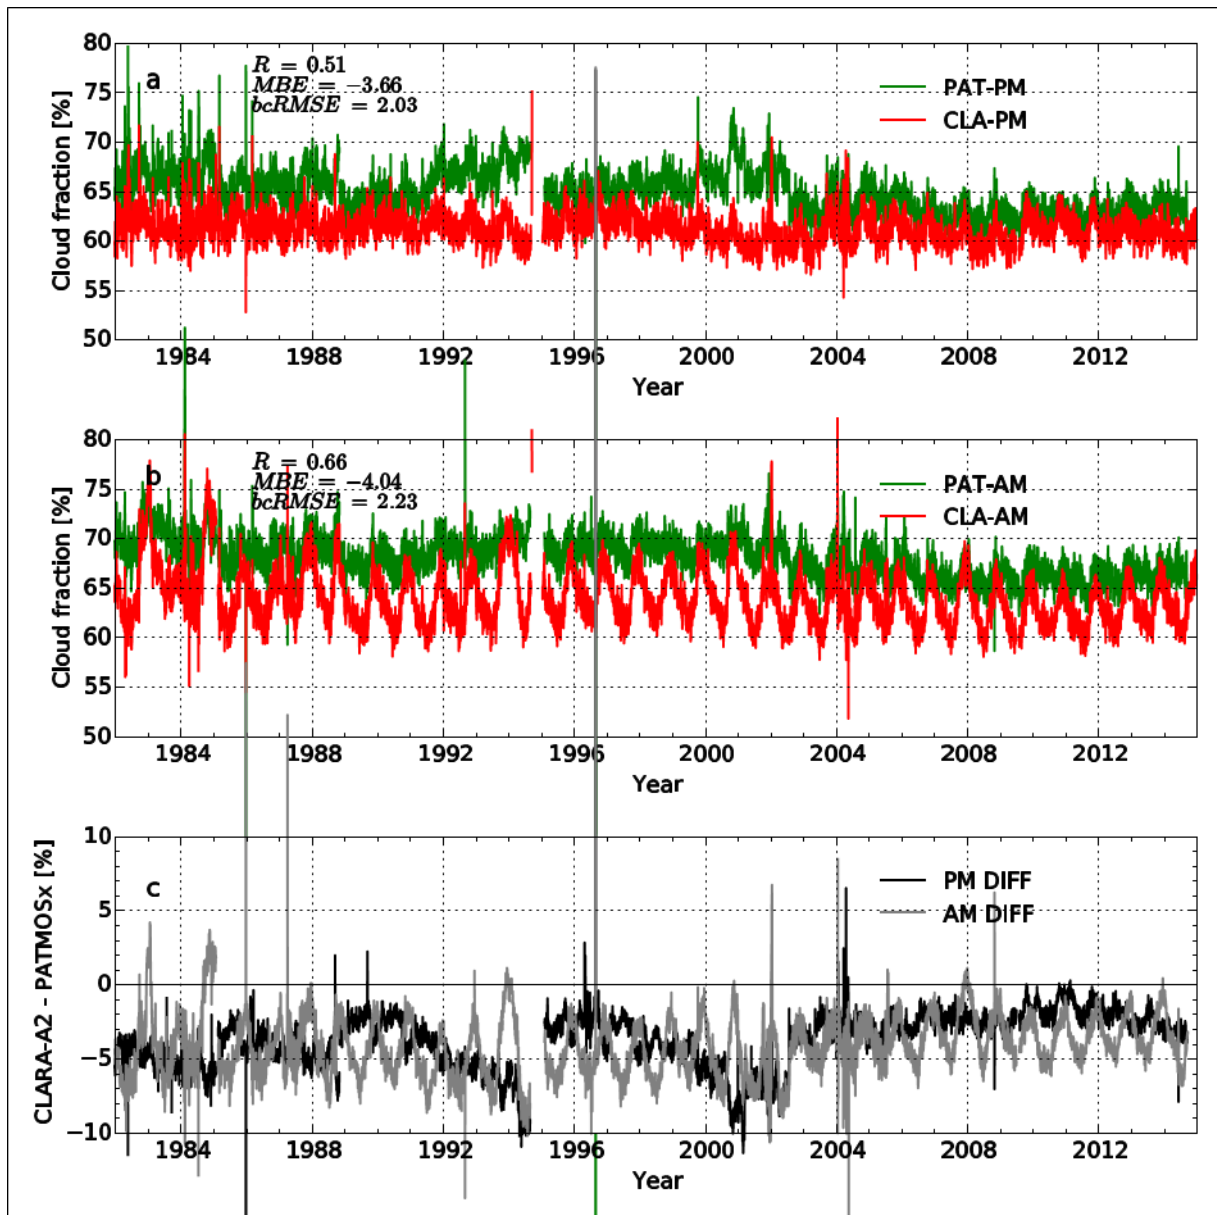 80
75
70
65
60
55
50
Cloud fraction [%]
a
R = 0.51
MBE = −3.66
bcRMSE = 2.03
PAT-PM
CLA-PM
1984 1988 1992 1996 2000 2004 2008 2012
Year
80
75
70
65
60
55
50
Cloud fraction [%]
b
R = 0.66
MBE = −4.04
bcRMSE = 2.23
PAT-AM
CLA-AM
1984 1988 1992 1996 2000 2004 2008 2012
Year
10
5
0
−5
−10
CLARA-A2 - PATMOSx [%]
c
PM DIFF
AM DIFF
1984 1988 1992 1996 2000 2004 2008 2012
Year